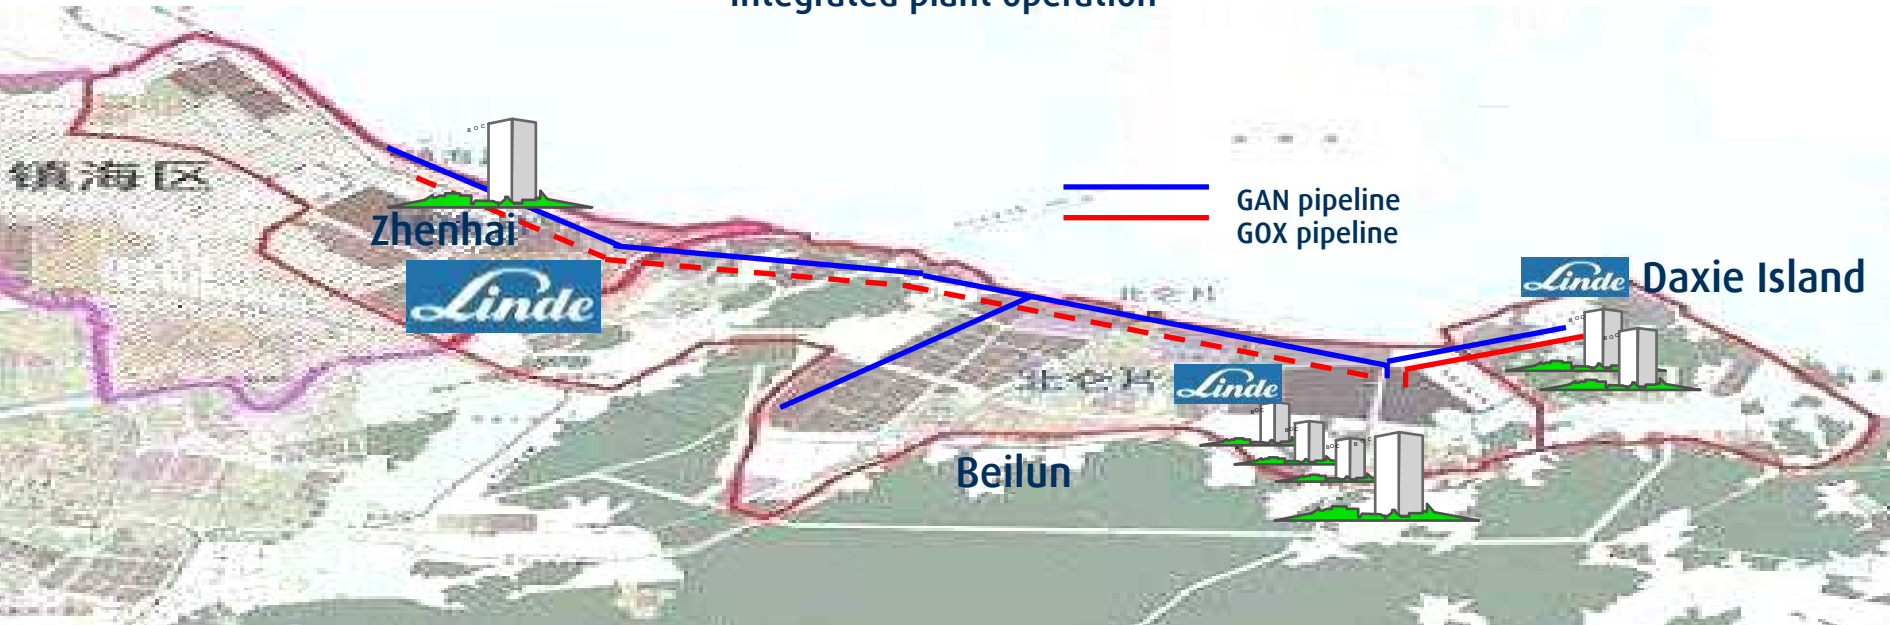 Integrated plant operation
镇海区
GAN pipeline
GOX pipeline
Zhenhai
Linde
Linde
Daxie Island
Linde
Beilun